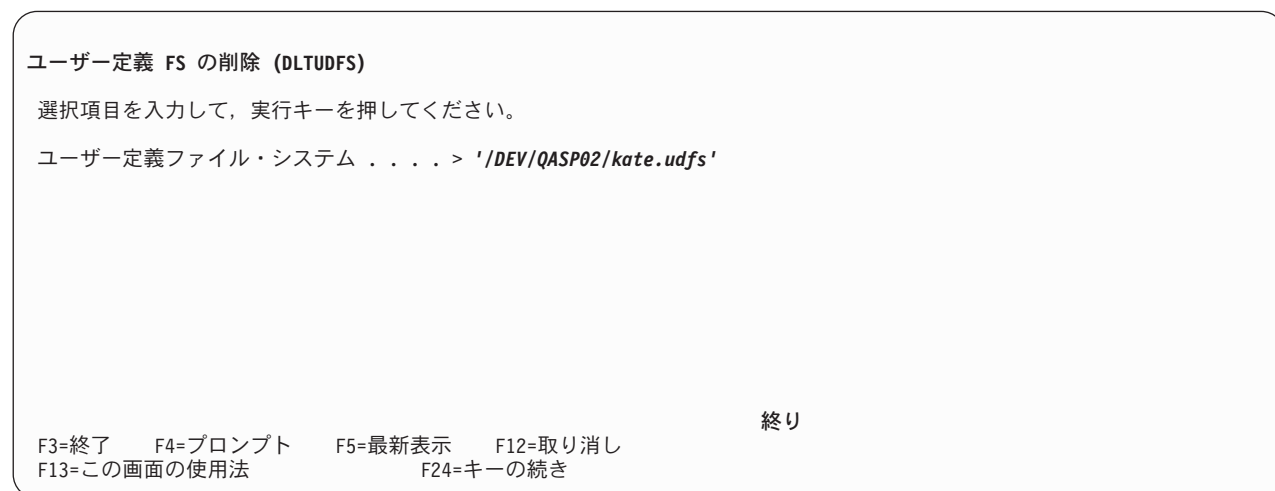 ユーザー定義 FS の削除 (DLTUDFS)
選択項目を入力して，実行キーを押してください。
ユーザー定義ファイル・システム . . . . > '/DEV/QASP02/kate.udfs'
終り
F3=終了 F4=プロンプト F5=最新表示 F12=取り消し
F13=この画面の使用法 F24=キーの続き